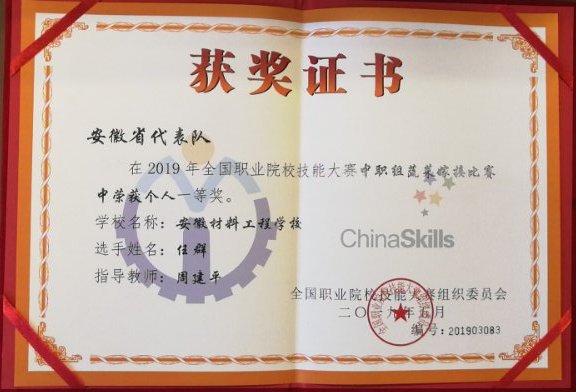 获奖证书
安徽省代表队
在2019年全国职业院校技能大赛中职组蔬菜嫁接比赛
中荣获个人一等奖。
学校名称：安徽材料工程学校
选手姓名：任群
指导教师：周建平
ChinaSkills
全国职业院校技能大赛组织委员会
二〇一九年五月
编号：201903083